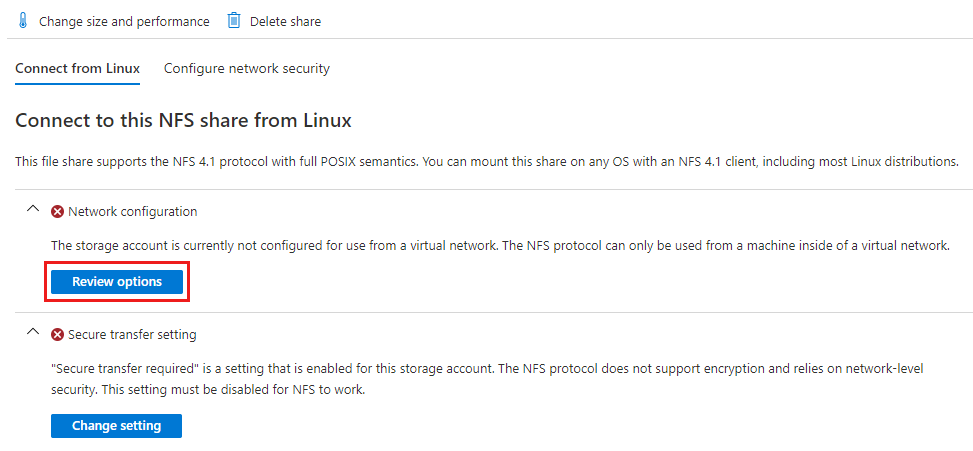 Change size and performance Delete share
Connect from Linux Configure network security
Connect to this NFS share from Linux
This file share supports the NFS 4.1 protocol with full POSIX semantics. You can mount this share on any OS with an NFS 4.1 client, including most Linux distributions.
Network configuration
The storage account is currently not configured for use from a virtual network. The NFS protocol can only be used from a machine inside of a virtual network.
Review options
Secure transfer setting
"Secure transfer required" is a setting that is enabled for this storage account. The NFS protocol does not support encryption and relies on network-level
security. This setting must be disabled for NFS to work.
Change setting